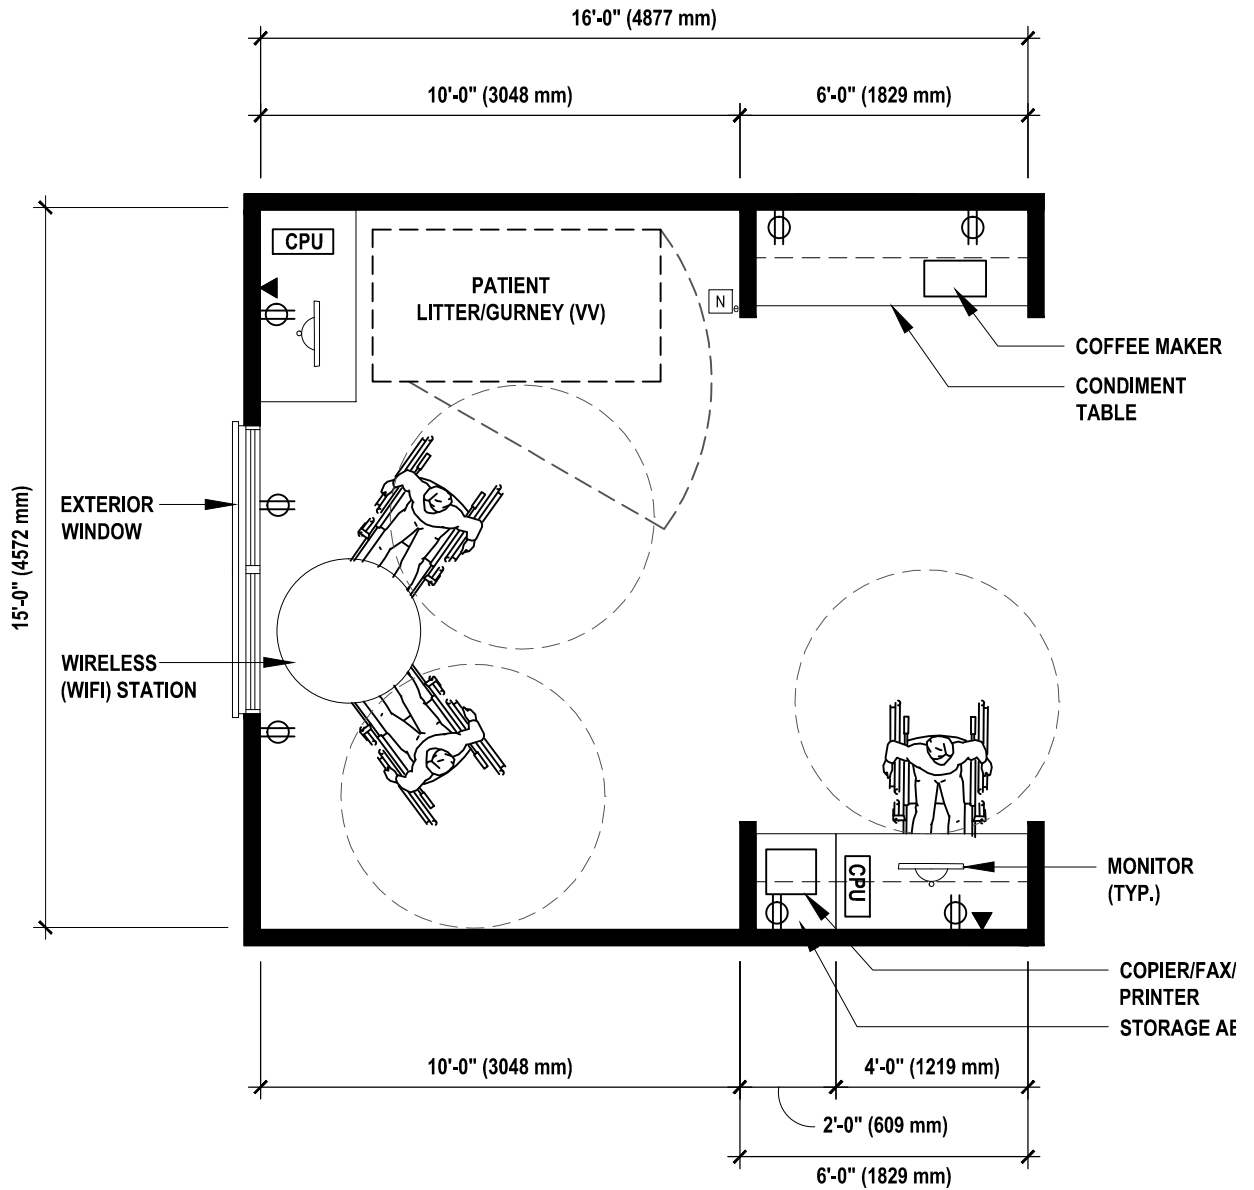 16'-0" (4877 mm)
10'-0" (3048 mm)
6'-0" (1829 mm)
CPU
PATIENT
LITTER/GURNEY (VV)
N
e
COFFEE MAKER
CONDIMENT
TABLE
EXTERIOR
WINDOW
15'-0" (4572 mm)
WIRELESS
(WIFI) STATION
CPU
MONITOR
(TYP.)
COPIER/FAX/
PRINTER
STORAGE
10'-0" (3048 mm)
4'-0" (1219 mm)
2'-0" (609 mm)
6'-0" (1829 mm)